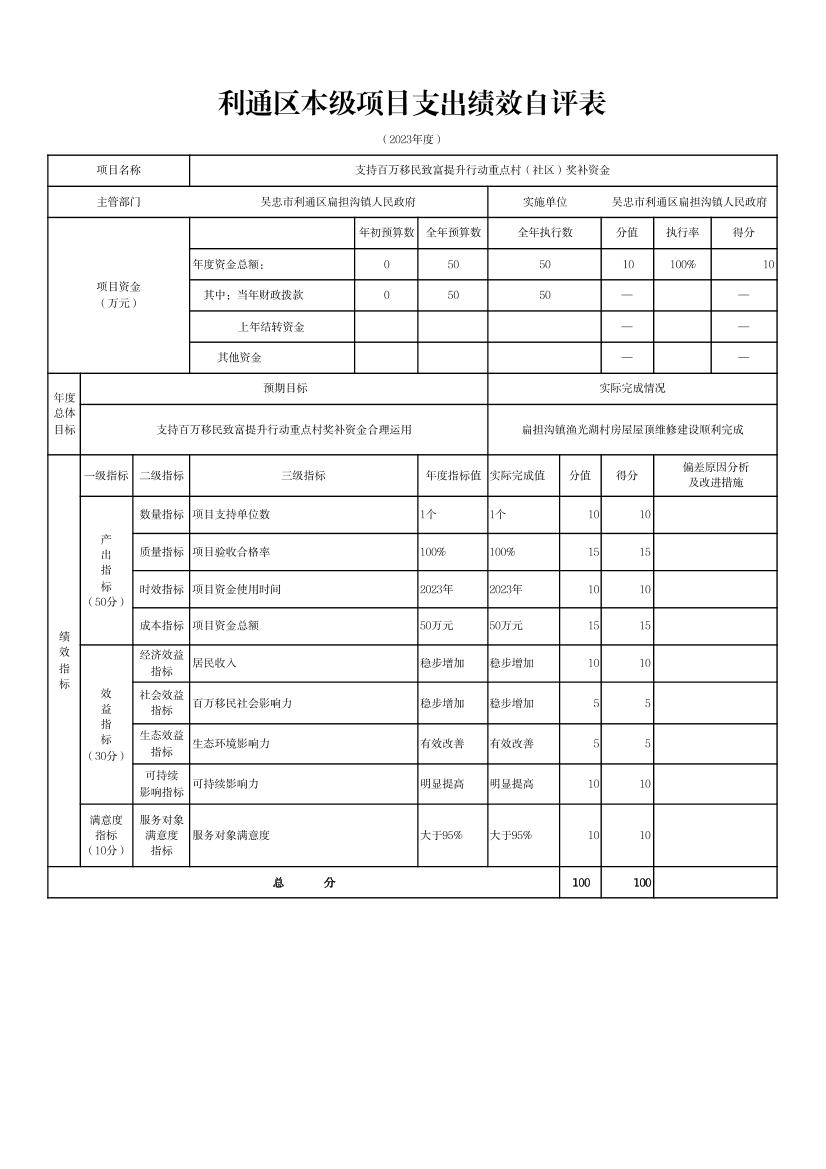 利通区本级项目支出绩效自评表
（2023年度）
项目名称 支持百万移民致富提升行动重点村（社区）奖补资金
主管部门 吴忠市利通区扁担沟镇人民政府 实施单位 吴忠市利通区扁担沟镇人民政府
项目资金
（万元）
年初预算数 全年预算数 全年执行数 分值 执行率 得分
年度资金总额： 0 50 50 10 100% 10
其中：当年财政拨款 0 50 50 — —
上年结转资金 — —
其他资金 — —
年度
总体
目标
预期目标 实际完成情况
支持百万移民致富提升行动重点村奖补资金合理运用 扁担沟镇渔光湖村房屋屋顶维修建设顺利完成
绩
效
指
标
一级指标 二级指标 三级指标 年度指标值 实际完成值 分值 得分 偏差原因分析
及改进措施
产
出
指
标
（50分）
数量指标 项目支持单位数 1个 1个 10 10
质量指标 项目验收合格率 100% 100% 15 15
时效指标 项目资金使用时间 2023年 2023年 10 10
成本指标 项目资金总额 50万元 50万元 15 15
效
益
指
标
（30分）
经济效益
指标 居民收入 稳步增加 稳步增加 10 10
社会效益
指标 百万移民社会影响力 稳步增加 稳步增加 5 5
生态效益
指标 生态环境影响力 有效改善 有效改善 5 5
可持续
影响指标 可持续影响力 明显提高 明显提高 10 10
满意度
指标
（10分）
服务对象
满意度
指标 服务对象满意度 大于95% 大于95% 10 10
总 分 100 100